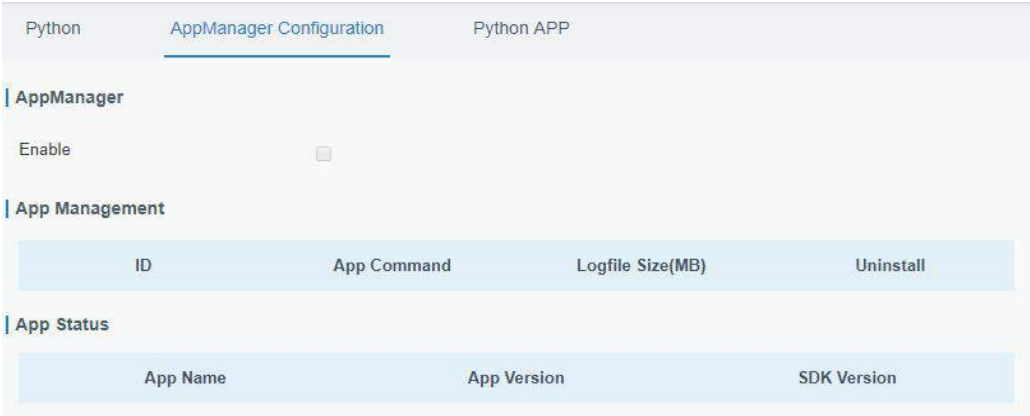 Python AppManager Configuration Python APP
AppManager
Enable
App Management
ID App Command Logfile Size(MB) Uninstall
App Status
App Name App Version SDK Version